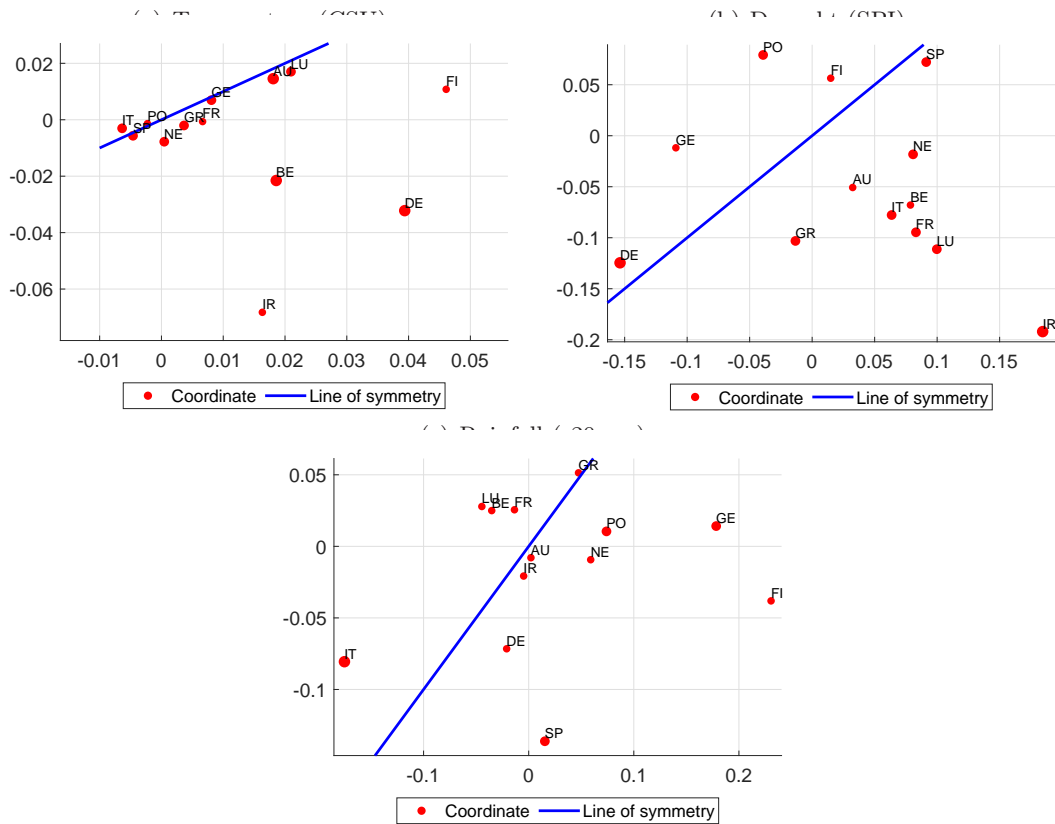 0.02
0
-0.02
-0.04
-0.06
-0.01
0
0.01
0.02
0.03
0.04
0.05
IT
SP
PO
NE
GR
FR
GE
AU
LU
BE
DE
FI
IR
Coordinate
Line of symmetry
0.05
0
-0.05
-0.1
-0.15
-0.2
-0.15
-0.1
-0.05
0
0.05
0.1
0.15
PO
FI
SP
GE
NE
AU
BE
IT
FR
GR
LU
DE
IR
Coordinate
Line of symmetry
0.05
0
-0.05
-0.1
-0.1
0
0.1
0.2
GR
LU
BE
FR
PO
GE
AU
NE
IR
FI
DE
IT
SP
Coordinate
Line of symmetry